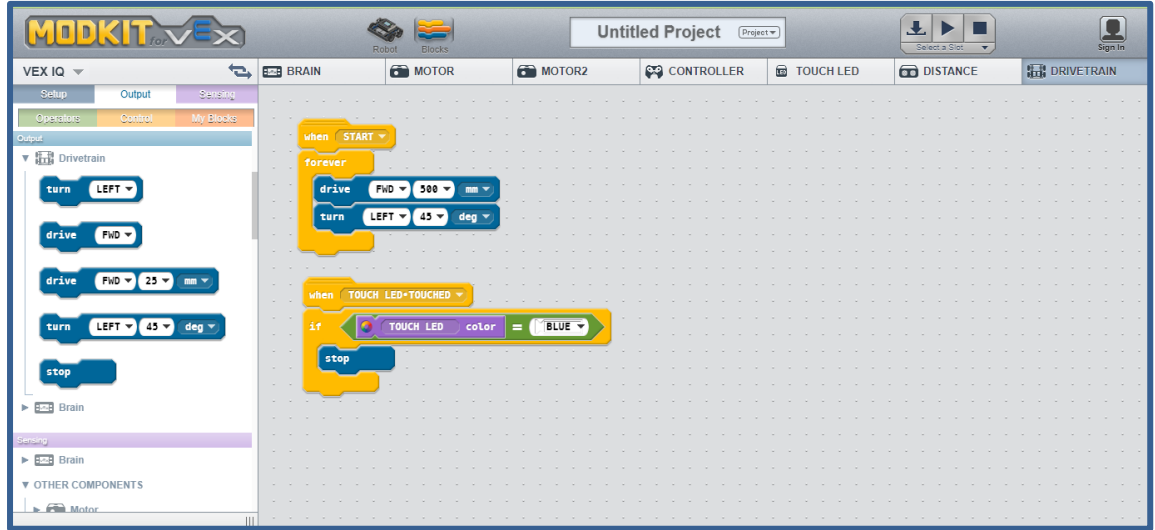 MODKIT for VEX
Robot Blocks
Untitled Project Project
Select a Slot
Sign In
VEX IQ
BRAIN MOTOR MOTOR2 CONTROLLER TOUCH LED DISTANCE DRIVETRAIN
Setup Output Sensing
Operators Control My Blocks
Output
Drivetrain
turn LEFT
drive FWD
drive FWD 25 mm
turn LEFT 45 deg
stop
Brain
Sensing
Brain
OTHER COMPONENTS
Motor
when START
forever
drive FWD 500 mm
turn LEFT 45 deg
when TOUCH LED•TOUCHED
if TOUCH LED color = BLUE
stop